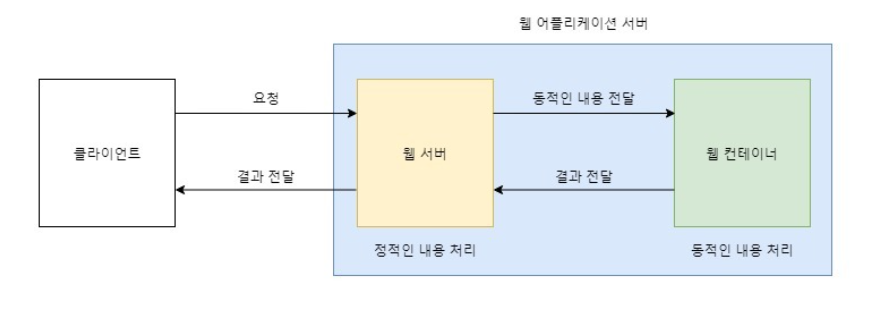 웹 어플리케이션 서버
요청
동적인 내용 전달
클라이언트
웹 서버
웹 컨테이너
결과 전달
결과 전달
정적인 내용 처리
동적인 내용 처리